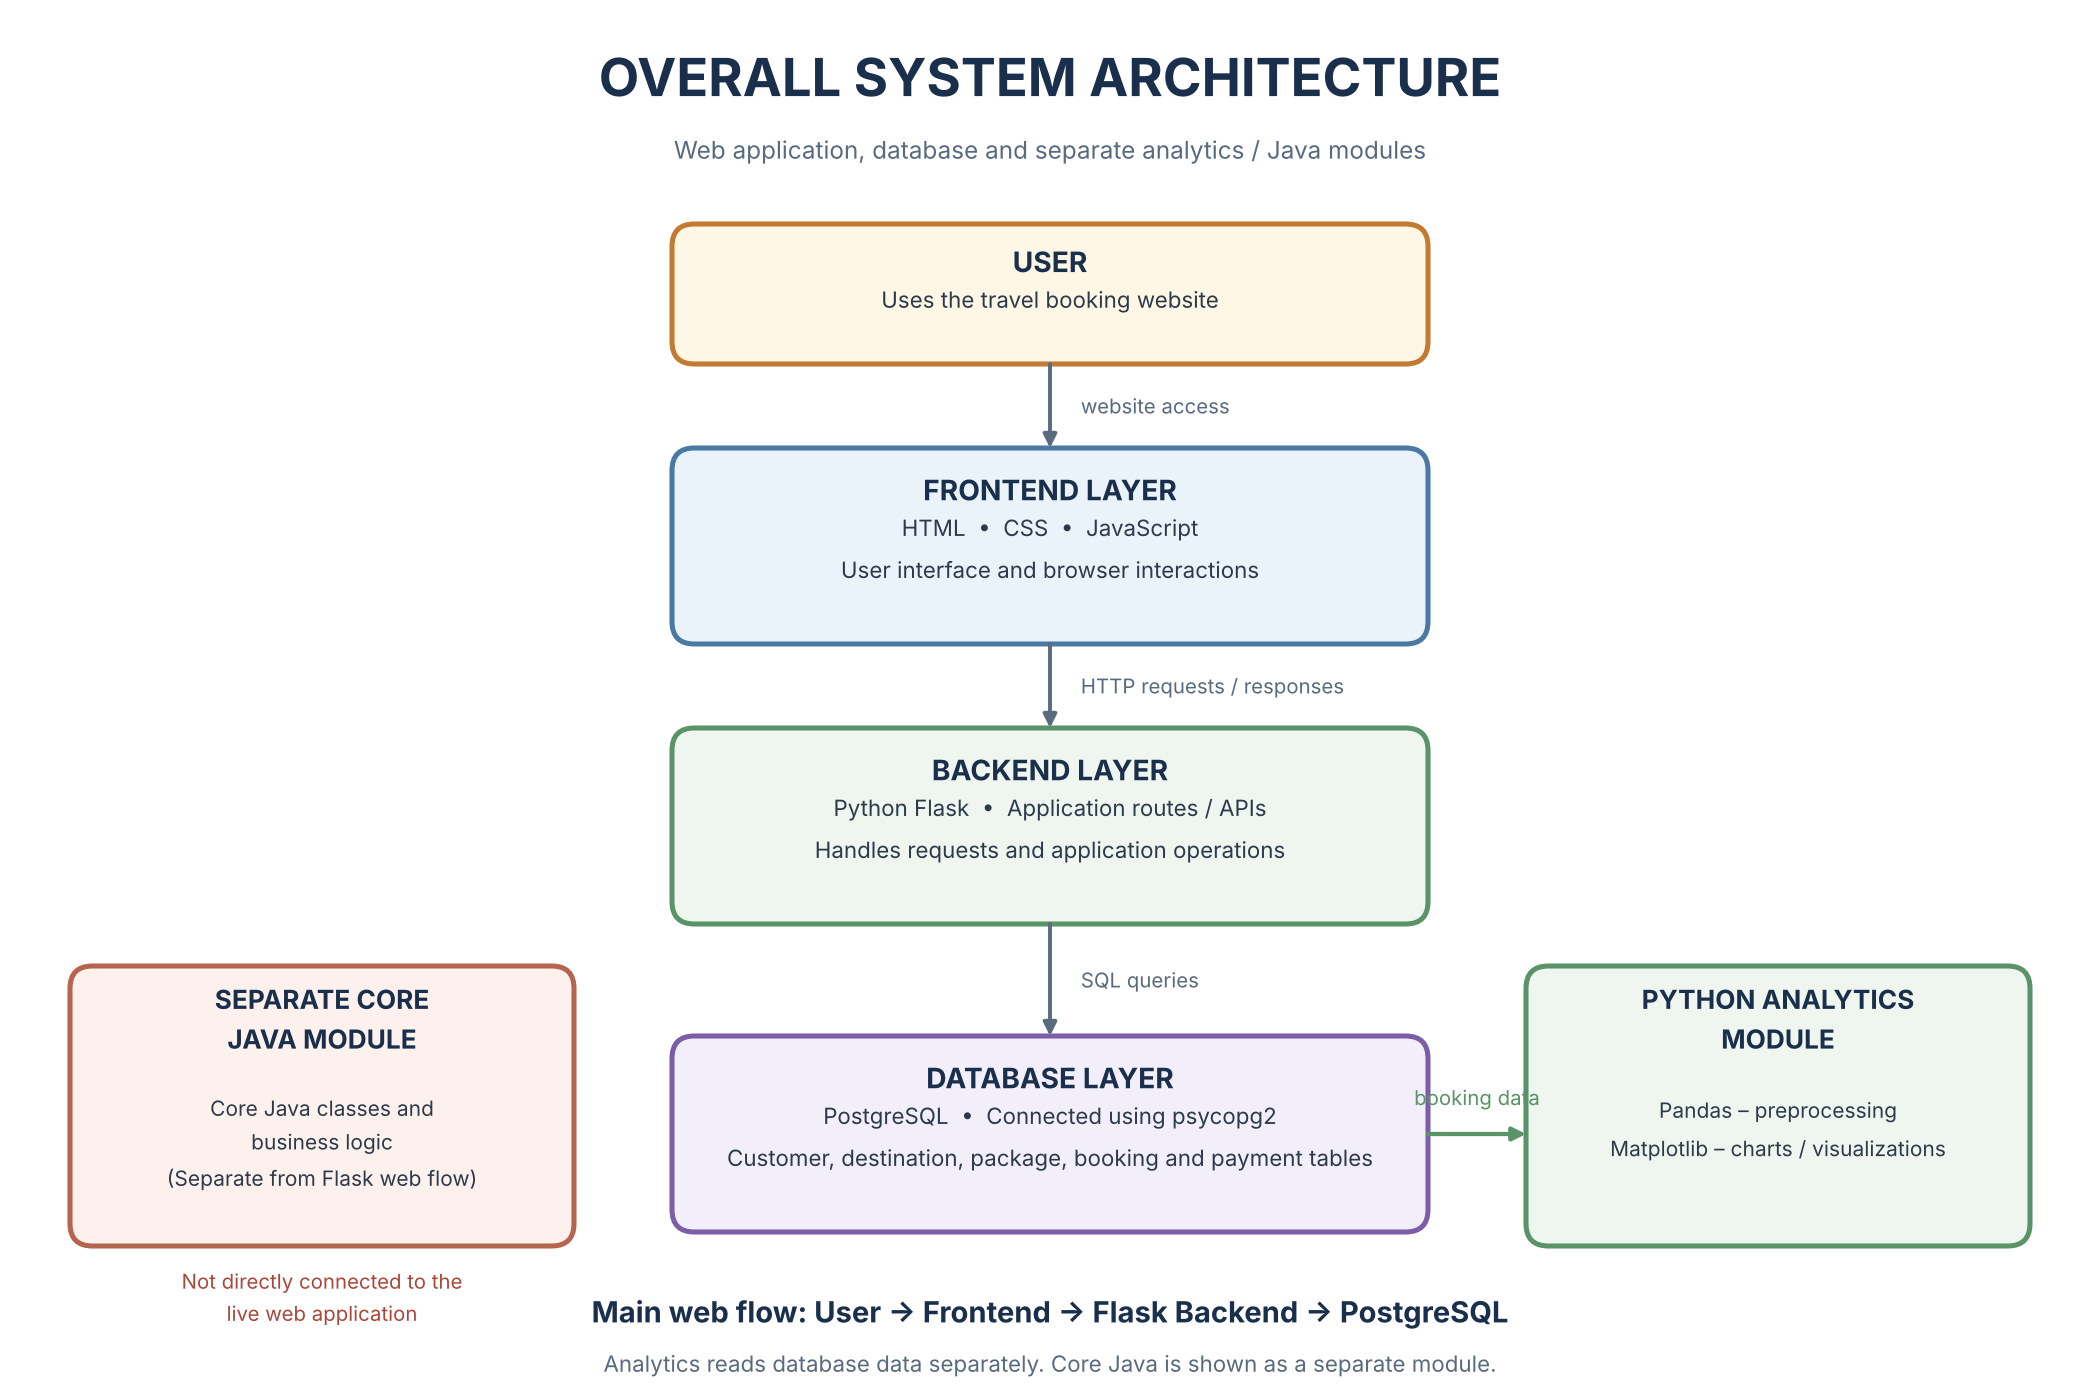 OVERALL SYSTEM ARCHITECTURE
Web application, database and separate analytics / Java modules
USER
Uses the travel booking website
website access
FRONTEND LAYER
HTML • CSS • JavaScript
User interface and browser interactions
HTTP requests / responses
BACKEND LAYER
Python Flask • Application routes / APIs
Handles requests and application operations
SQL queries
SEPARATE CORE
JAVA MODULE
Core Java classes and
business logic
(Separate from Flask web flow)
Not directly connected to the
live web application
DATABASE LAYER
PostgreSQL • Connected using psycopg2
Customer, destination, package, booking and payment tables
booking data
PYTHON ANALYTICS
MODULE
Pandas – preprocessing
Matplotlib – charts / visualizations
Main web flow: User → Frontend → Flask Backend → PostgreSQL
Analytics reads database data separately. Core Java is shown as a separate module.